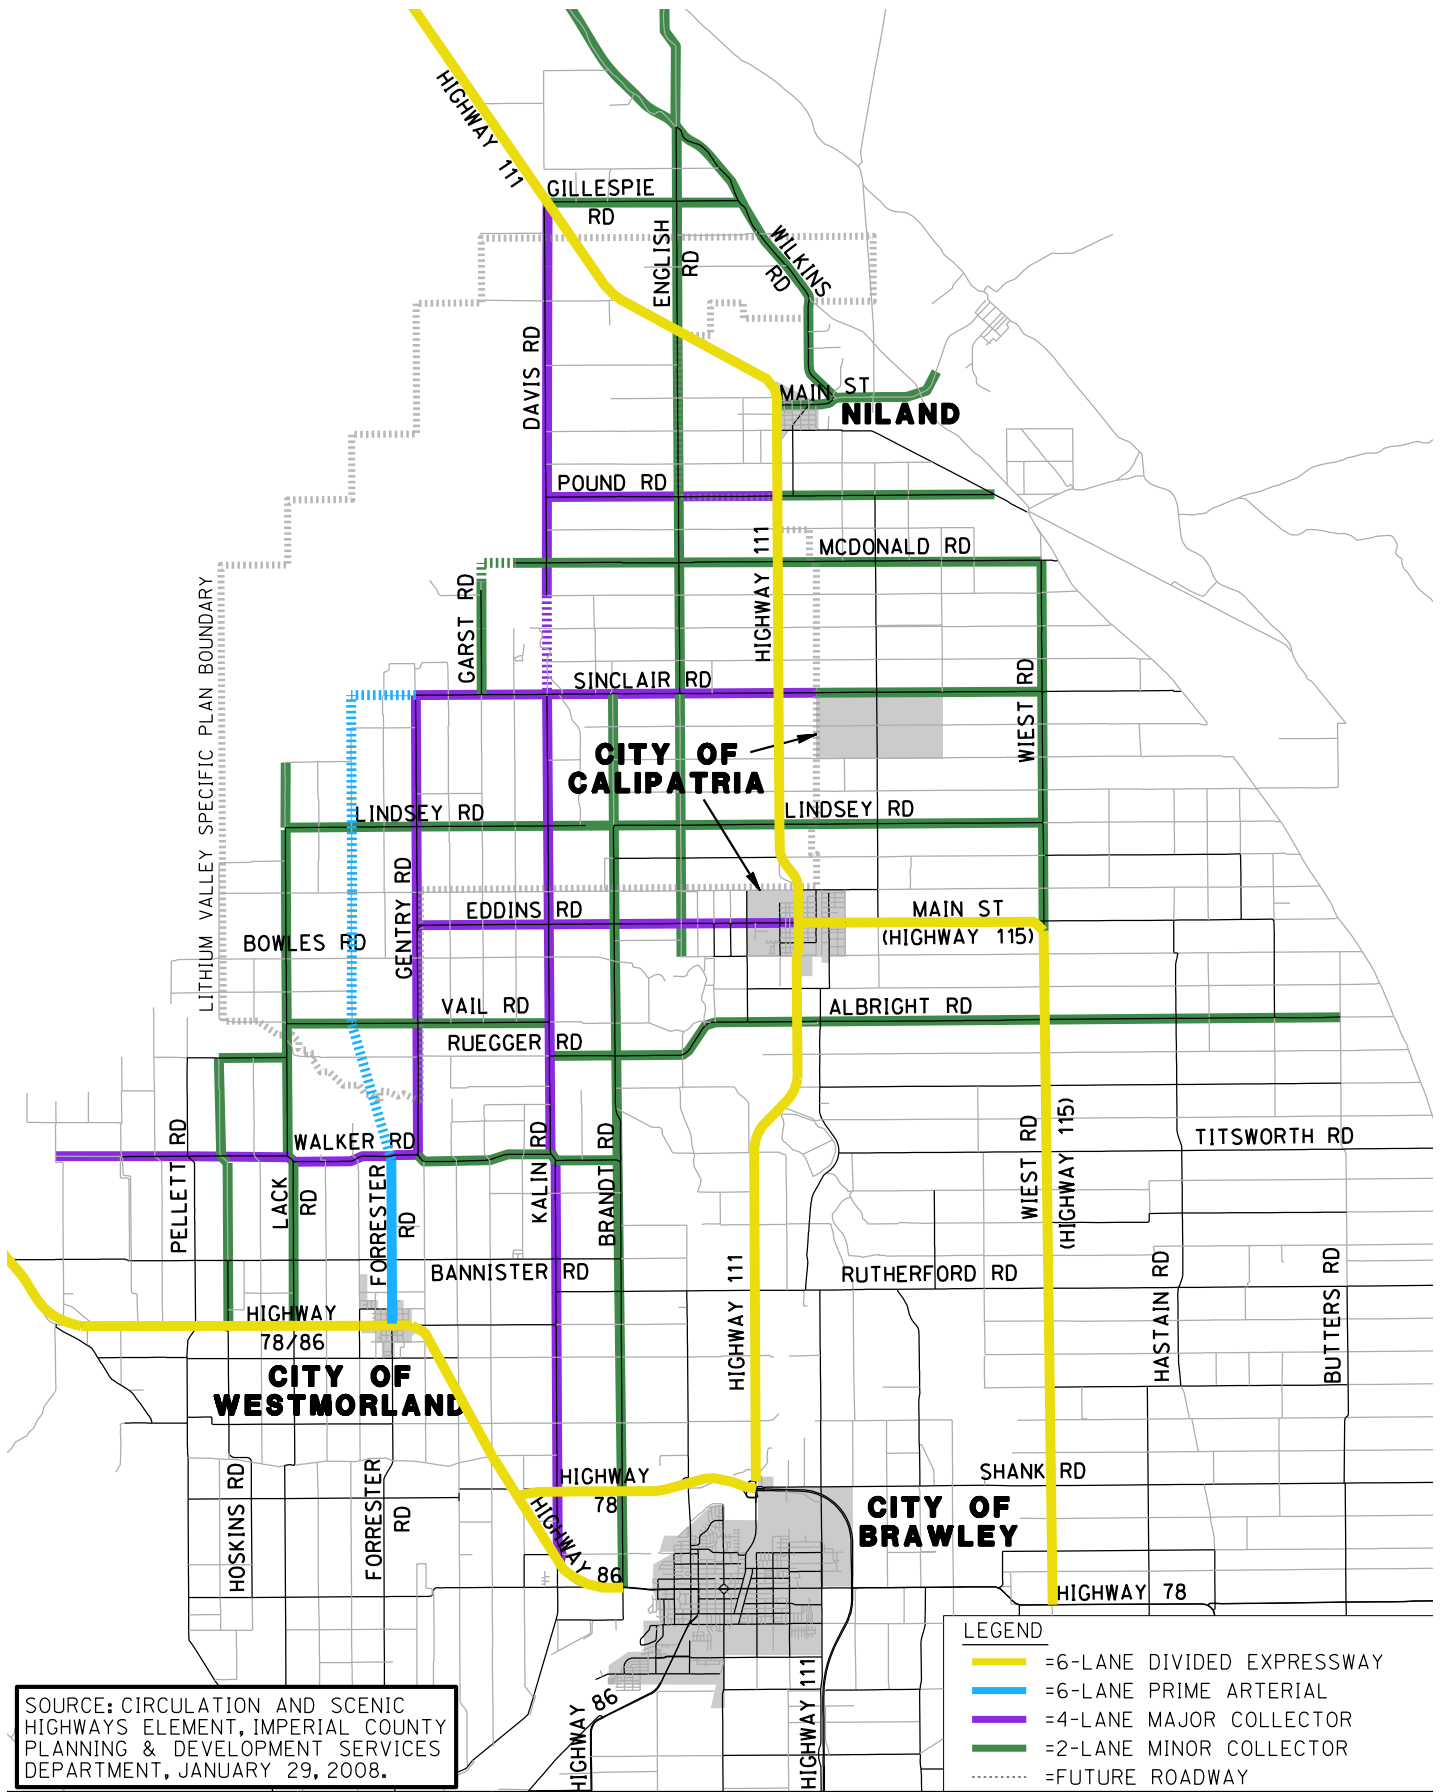 HIGHWAY 111
GILLESPIE
RD
ENGLISH
RD
WILKINS
RD
DAVIS RD
MAIN ST
NILAND
POUND RD
HIGHWAY 111
MCDONALD RD
GARST RD
LITHIUM VALLEY SPECIFIC PLAN BOUNDARY
SINCLAIR RD
WIEST RD
CITY OF
CALIPATRIA
LINDSEY RD
LINDSEY RD
GENTRY RD
EDDINS RD
MAIN ST
(HIGHWAY 115)
BOWLES RD
VAIL RD
ALBRIGHT RD
RUEGGER RD
PELLETT RD
WALKER RD
LACK
RD
FORRESTER
RD
KALIN RD
BRANDT RD
WIEST RD
(HIGHWAY 115)
TITSWORTH RD
BANNISTER RD
HIGHWAY 111
RUTHERFORD RD
HASTAIN RD
BUTTERS RD
HIGHWAY
78/86
CITY OF
WESTMORLAND
HOSKINS RD
FORRESTER
RD
HIGHWAY
78
HIGHWAY 86
SHANK RD
CITY OF
BRAWLEY
HIGHWAY 78
HIGHWAY 86
HIGHWAY 111
LEGEND
=6-LANE DIVIDED EXPRESSWAY
=6-LANE PRIME ARTERIAL
=4-LANE MAJOR COLLECTOR
=2-LANE MINOR COLLECTOR
=FUTURE ROADWAY
SOURCE: CIRCULATION AND SCENIC
HIGHWAYS ELEMENT, IMPERIAL COUNTY
PLANNING & DEVELOPMENT SERVICES
DEPARTMENT, JANUARY 29, 2008.